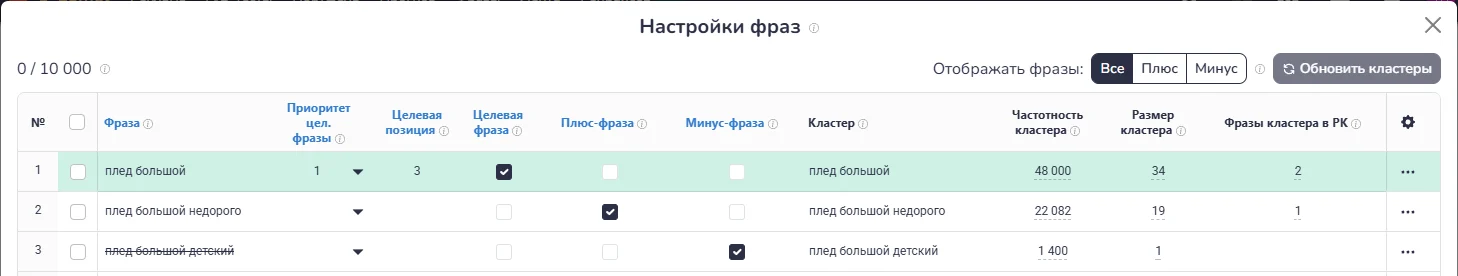 Настройки фраз
0 / 10 000
Отображать фразы: Все Плюс Минус Обновить кластеры
№ Фраза Приоритет цел. фразы Целевая позиция Целевая фраза Плюс-фраза Минус-фраза Кластер Частотность кластера Размер кластера Фразы кластера в РК
1 плед большой 1 3 плед большой 48 000 34 2
2 плед большой недорого плед большой недорого 22 082 19 1
3 плед большой детский плед большой детский 1 400 1